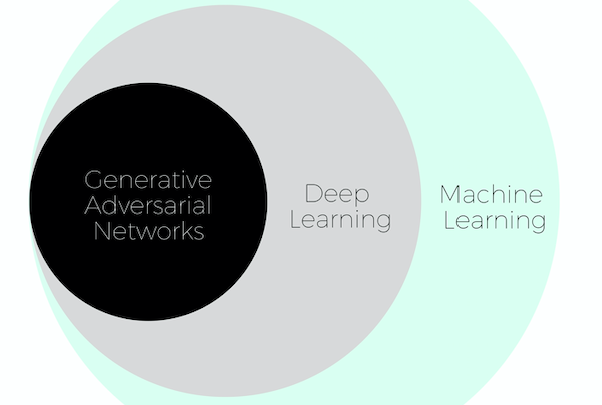 Generative
Adversarial
Networks
Deep
Learning
Machine
Learning